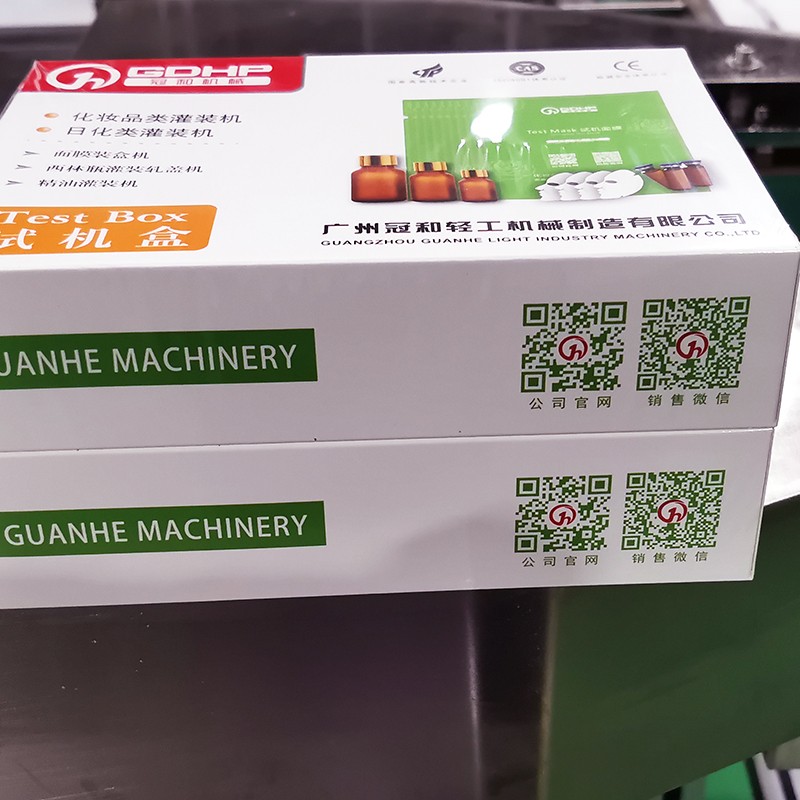 GDHP
冠和机械
CAS
CE
化妆品类灌装机
日化类灌装机
面膜装盒机
西林瓶灌装轧盖机
精油灌装机
GDHP
Test Mask 试机面膜
Test Box
试机盒
广州冠和轻工机械制造有限公司
GUANGZHOU GUANHE LIGHT INDUSTRY MACHINERY CO.,LTD
UANHE MACHINERY
公司官网
销售微信
GUANHE MACHINERY
公司官网
销售微信